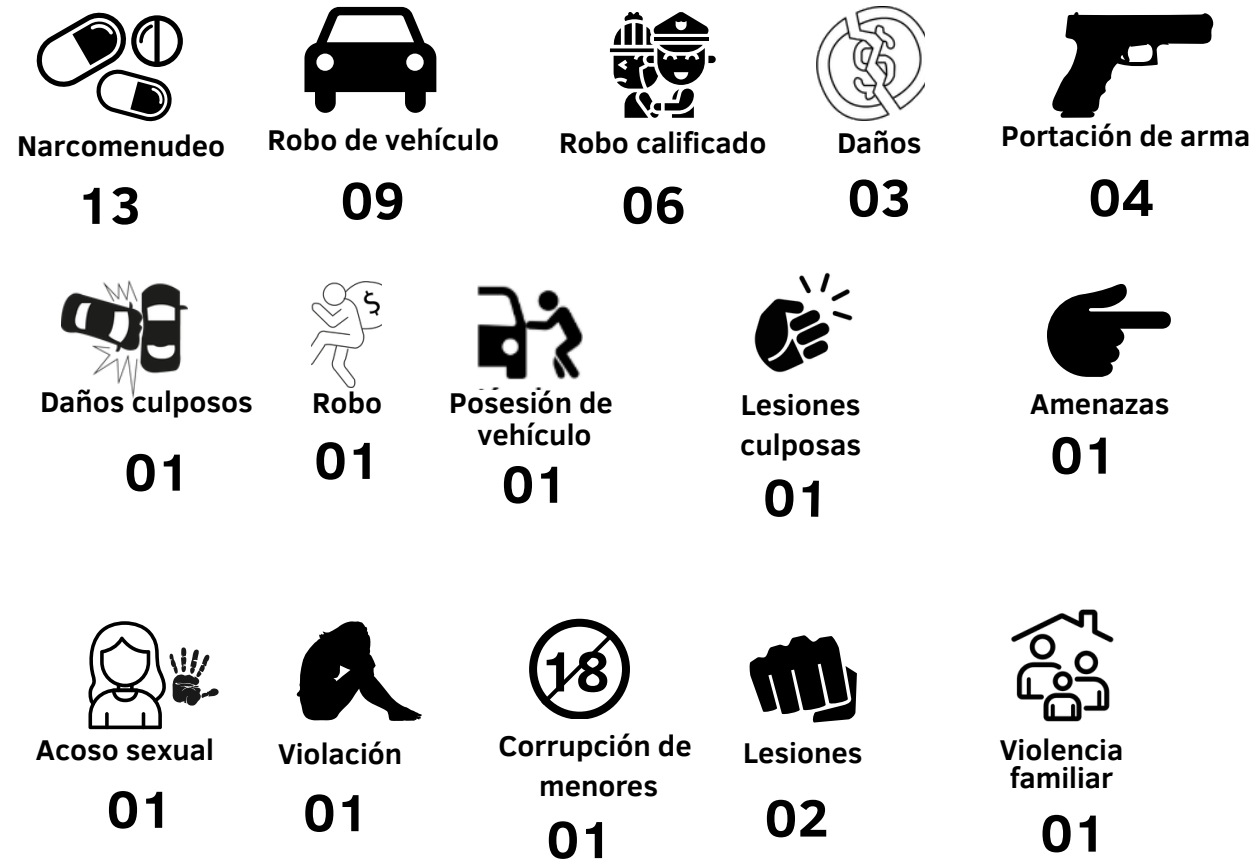 Narcomenudeo
13
Robo de vehículo
09
Robo calificado
06
$
Daños
03
Portación de arma
04
Daños culposos
01
$
Robo
01
Posesión de
vehículo
01
Lesiones
culposas
01
Amenazas
01
Acoso sexual
01
Violación
01
18
Corrupción de
menores
01
Lesiones
02
Violencia
familiar
01